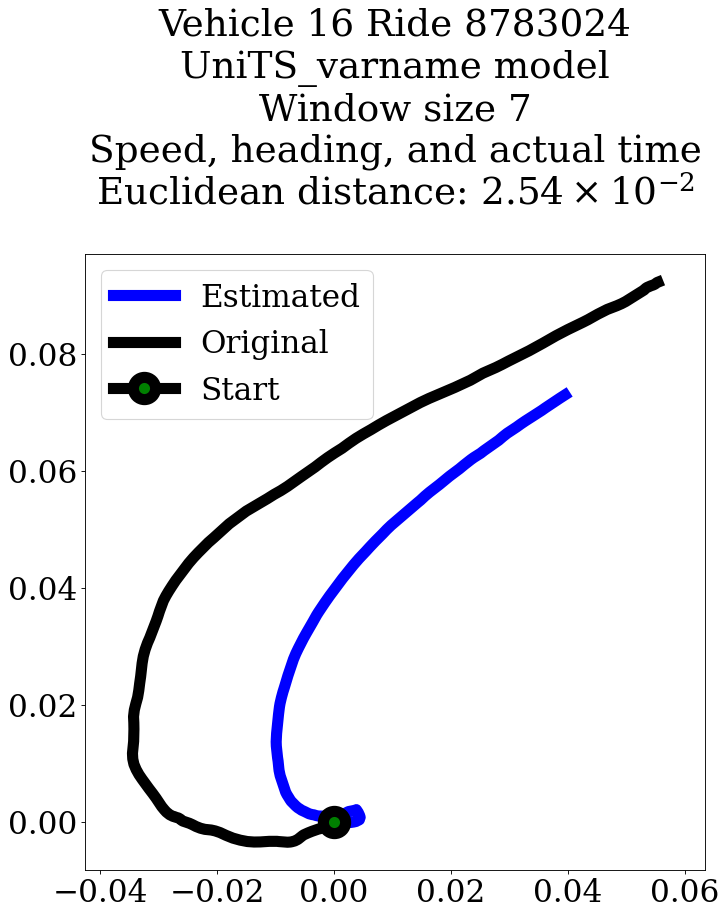 Vehicle 16 Ride 8783024
UniTS_varname model
Window size 7
Speed, heading, and actual time
Euclidean distance: 2.54 × 10⁻²
Estimated
Original
Start
0.08
0.06
0.04
0.02
0.00
−0.04 −0.02 0.00 0.02 0.04 0.06